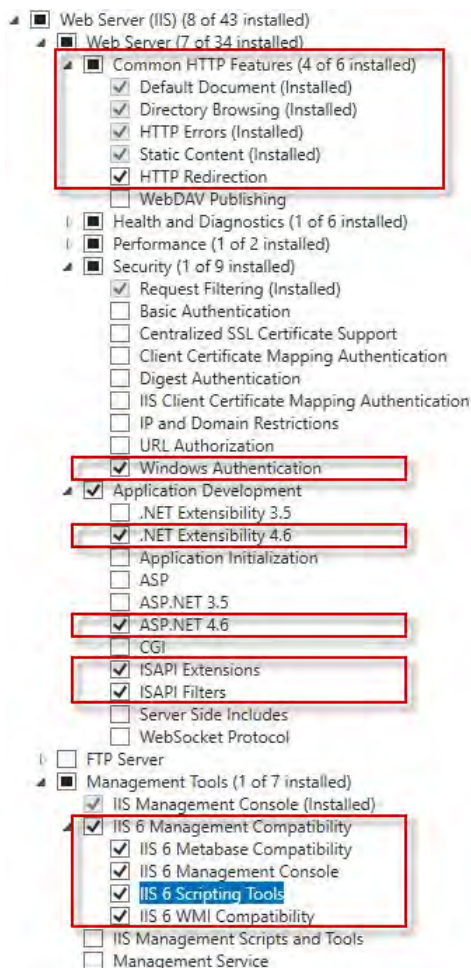 Web Server (IIS) (8 of 43 installed)
Web Server (7 of 34 installed)
Common HTTP Features (4 of 6 installed)
Default Document (Installed)
Directory Browsing (Installed)
HTTP Errors (Installed)
Static Content (Installed)
HTTP Redirection
WebDAV Publishing
Health and Diagnostics (1 of 6 installed)
Performance (1 of 2 installed)
Security (1 of 9 installed)
Request Filtering (Installed)
Basic Authentication
Centralized SSL Certificate Support
Client Certificate Mapping Authentication
Digest Authentication
IIS Client Certificate Mapping Authentication
IP and Domain Restrictions
URL Authorization
Windows Authentication
Application Development
.NET Extensibility 3.5
.NET Extensibility 4.6
Application Initialization
ASP
ASP.NET 3.5
ASP.NET 4.6
CGI
ISAPI Extensions
ISAPI Filters
Server Side Includes
WebSocket Protocol
FTP Server
Management Tools (1 of 7 installed)
IIS Management Console (Installed)
IIS 6 Management Compatibility
IIS 6 Metabase Compatibility
IIS 6 Management Console
IIS 6 Scripting Tools
IIS 6 WMI Compatibility
IIS Management Scripts and Tools
Management Service